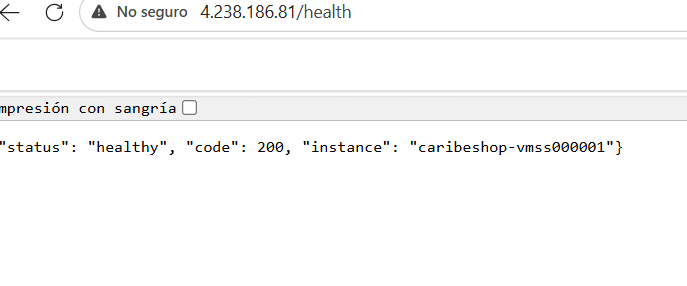 No seguro 4.238.186.81/health
mpresión con sangría
"status": "healthy", "code": 200, "instance": "caribeshop-vmss000001"}